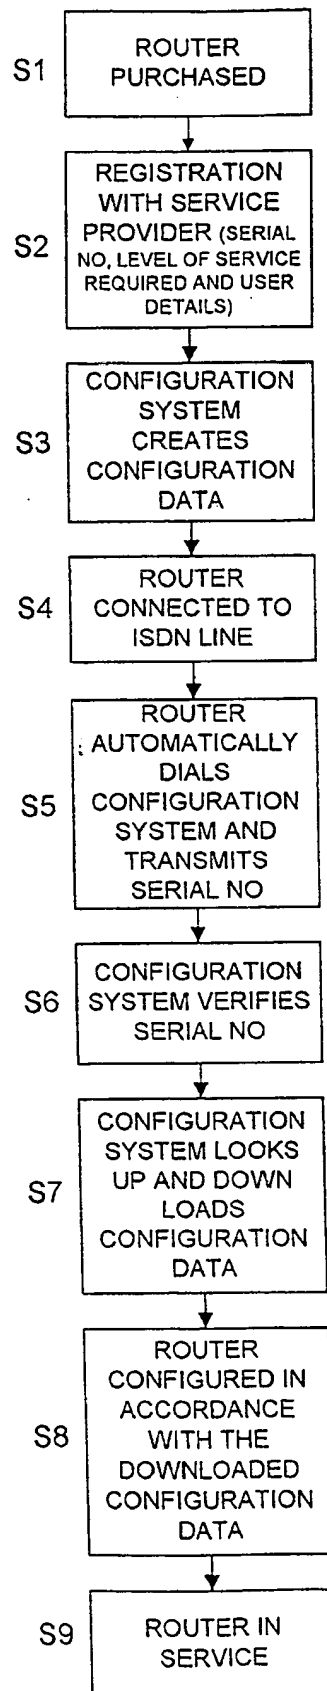 S1
ROUTER
PURCHASED
S2
REGISTRATION
WITH SERVICE
PROVIDER (SERIAL
NO, LEVEL OF SERVICE
REQUIRED AND USER
DETAILS)
S3
CONFIGURATION
SYSTEM
CREATES
CONFIGURATION
DATA
S4
ROUTER
CONNECTED TO
ISDN LINE
S5
ROUTER
AUTOMATICALLY
DIALS
CONFIGURATION
SYSTEM AND
TRANSMITS
SERIAL NO
S6
CONFIGURATION
SYSTEM VERIFIES
SERIAL NO
S7
CONFIGURATION
SYSTEM LOOKS
UP AND DOWN
LOADS
CONFIGURATION
DATA
S8
ROUTER
CONFIGURED IN
ACCORDANCE
WITH THE
DOWNLOADED
CONFIGURATION
DATA
S9
ROUTER IN
SERVICE